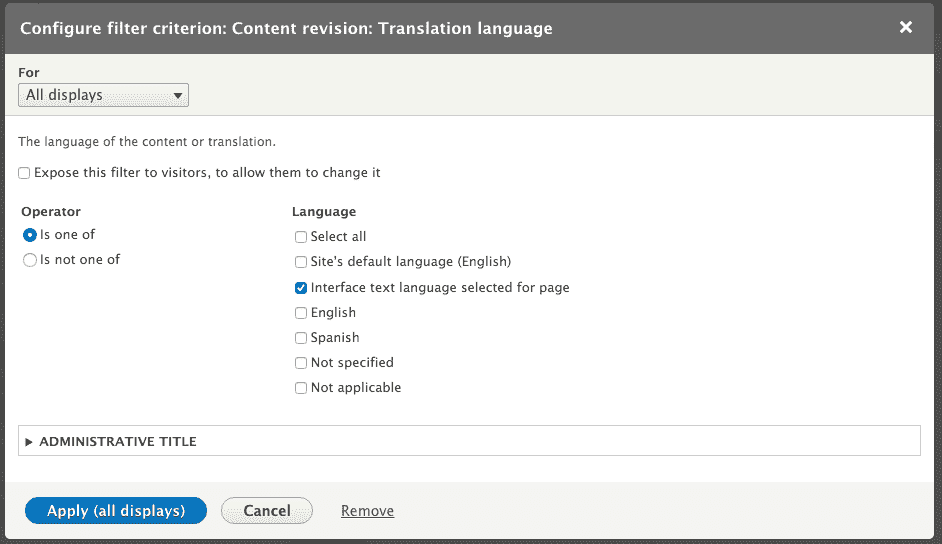 Configure filter criterion: Content revision: Translation language
For
All displays
The language of the content or translation.
Expose this filter to visitors, to allow them to change it
Operator
Is one of
Is not one of
Language
Select all
Site's default language (English)
Interface text language selected for page
English
Spanish
Not specified
Not applicable
ADMINISTRATIVE TITLE
Apply (all displays)
Cancel
Remove